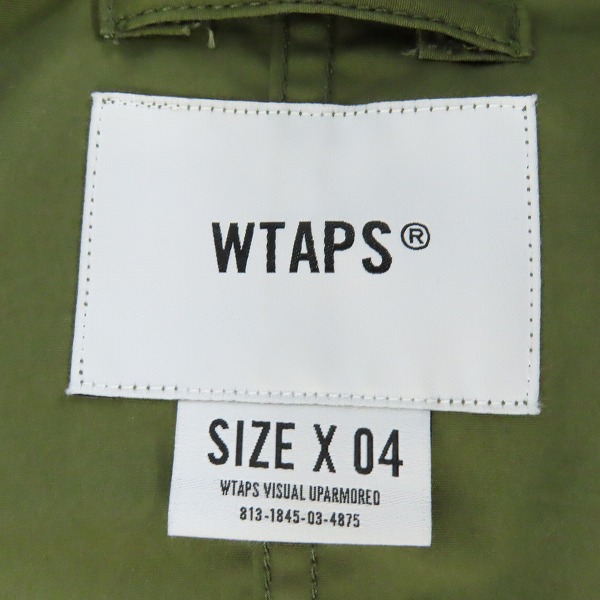 WTAPS®
SIZE X 04
WTAPS VISUAL UPARMORED
813-1845-03-4875